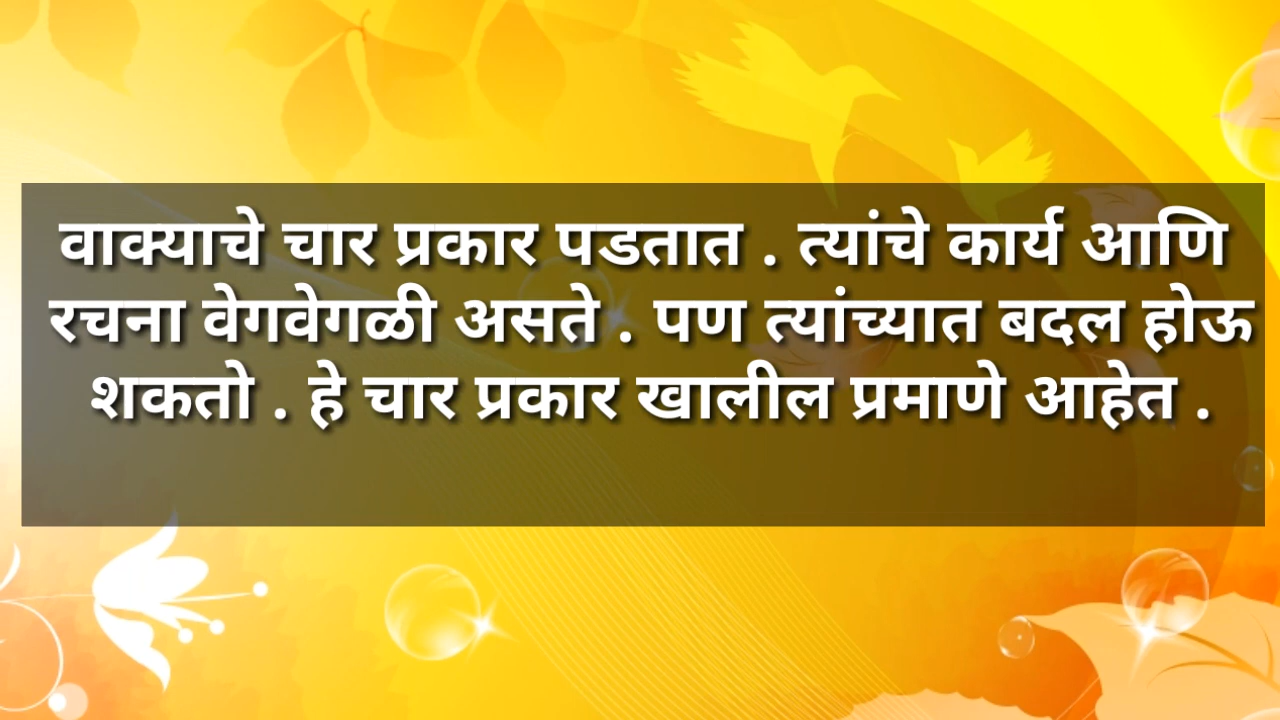 वाक्याचे चार प्रकार पडतात . त्यांचे कार्य आणि
रचना वेगवेगळी असते . पण त्यांच्यात बदल होऊ
शकतो . हे चार प्रकार खालील प्रमाणे आहेत .